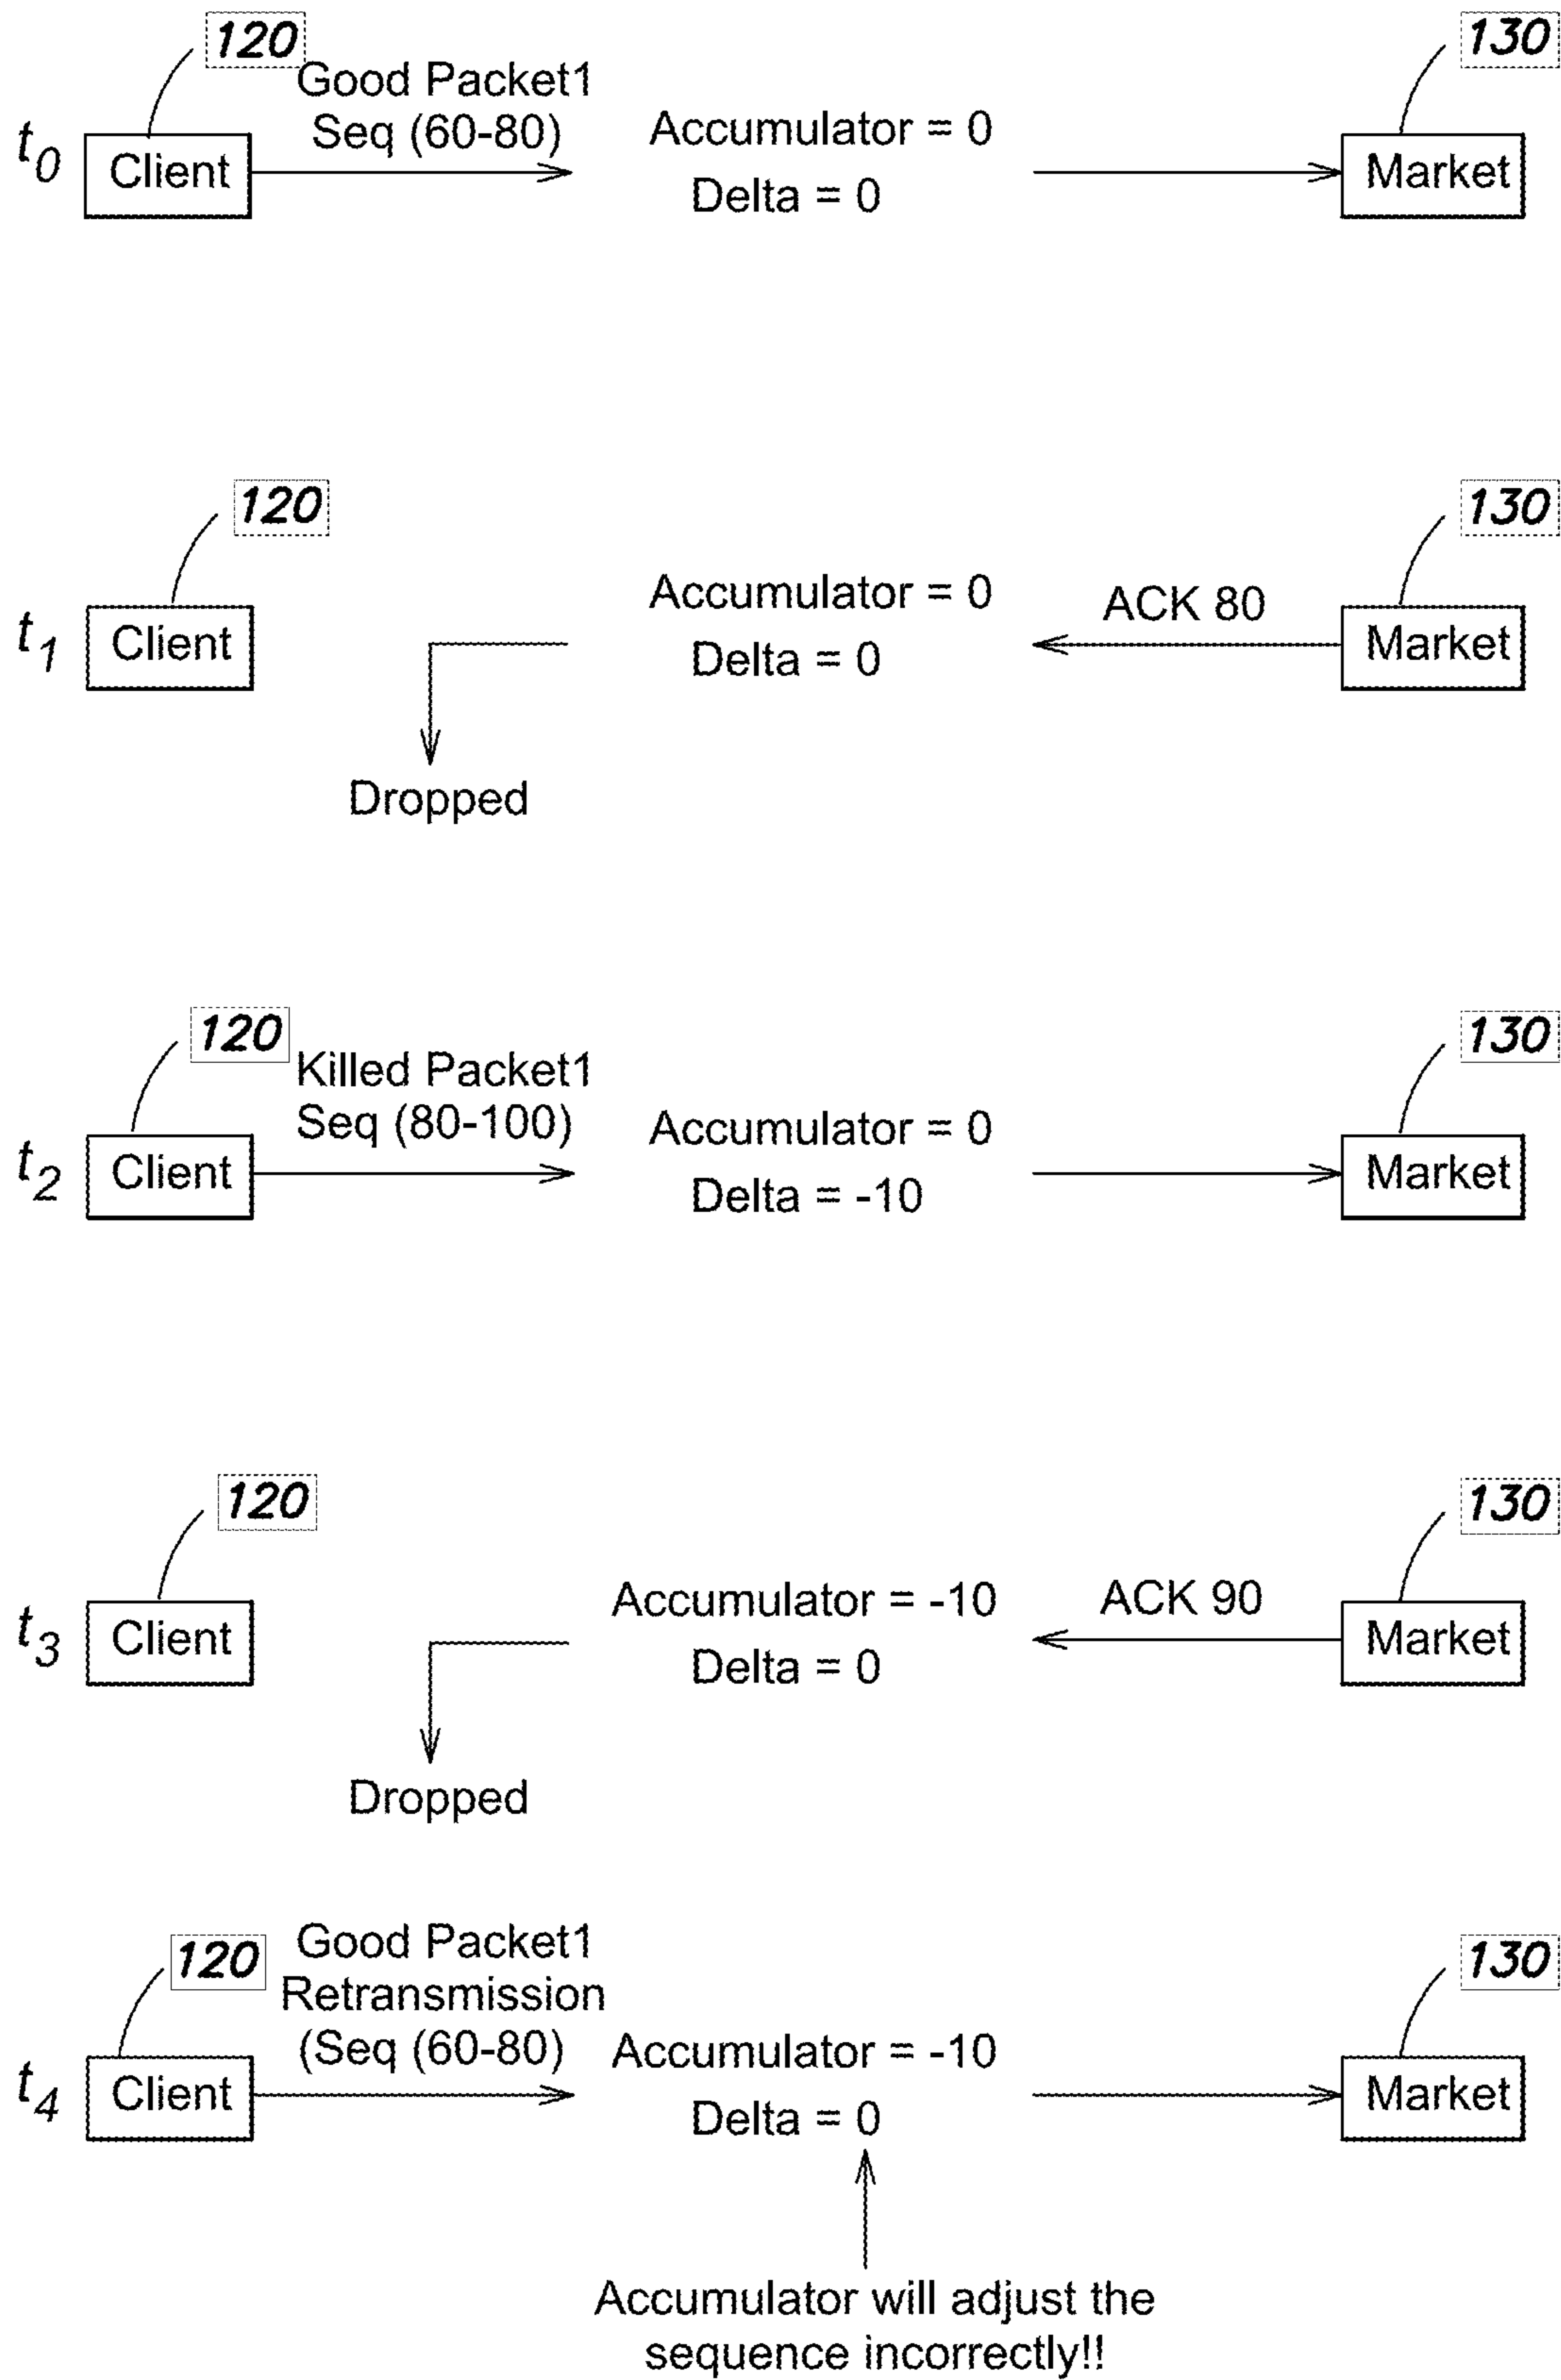 120
130
Good Packet1
Seq (60-80)
Accumulator = 0
t0
Client
Delta = 0
Market
120
130
Accumulator = 0
ACK 80
t1
Client
Delta = 0
Market
Dropped
120
130
Killed Packet1
Seq (80-100)
Accumulator = 0
t2
Client
Delta = -10
Market
120
130
Accumulator = -10
ACK 90
t3
Client
Delta = 0
Market
Dropped
120
130
Good Packet1
Retransmission
(Seq (60-80)
Accumulator = -10
t4
Client
Delta = 0
Market
Accumulator will adjust the
sequence incorrectly!!